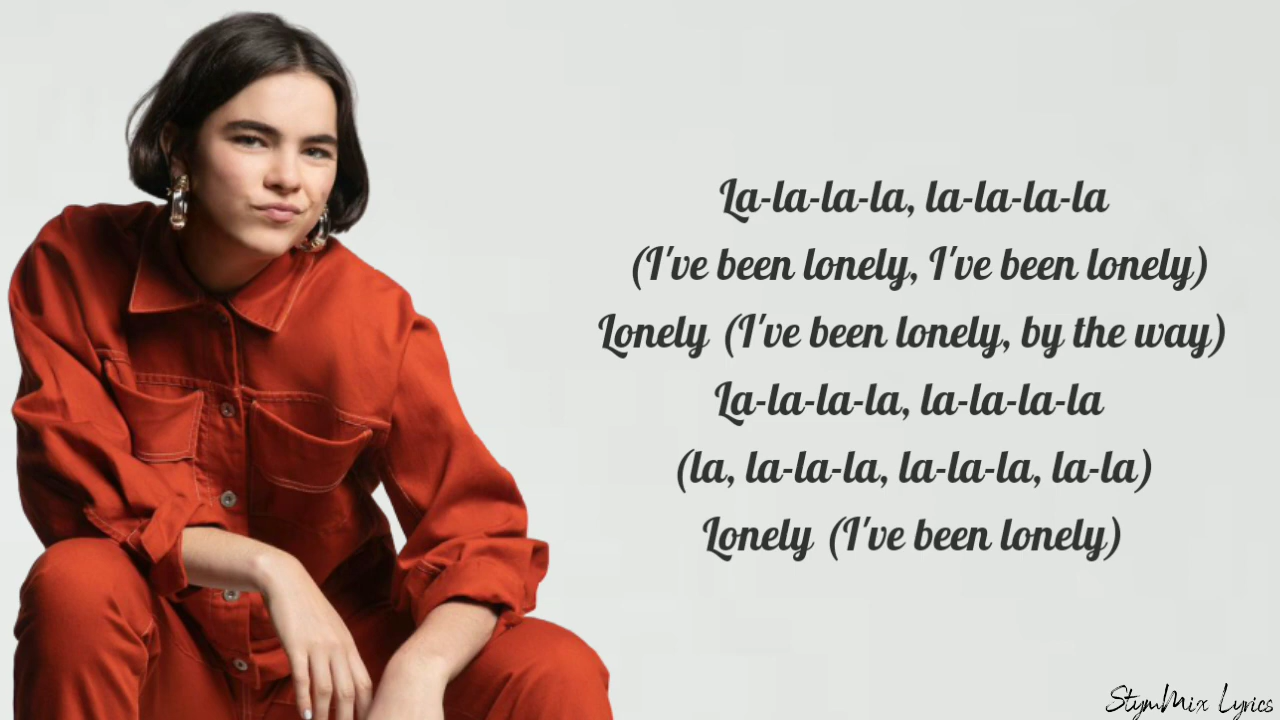 La-la-la-la, la-la-la-la
(I've been lonely, I've been lonely)
Lonely (I've been lonely, by the way)
La-la-la-la, la-la-la-la
(la, la-la-la, la-la-la, la-la)
Lonely (I've been lonely)
StymMix Lyrics